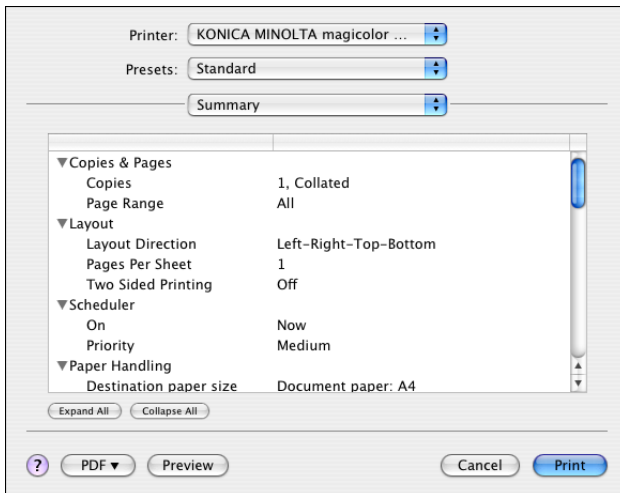 Printer: KONICA MINOLTA magicolor ...
Presets: Standard
Summary
▼Copies & Pages
Copies 1, Collated
Page Range All
▼Layout
Layout Direction Left-Right-Top-Bottom
Pages Per Sheet 1
Two Sided Printing Off
▼Scheduler
On Now
Priority Medium
▼Paper Handling
Destination paper size Document paper: A4
Expand All Collapse All
? PDF ▼ Preview Cancel Print